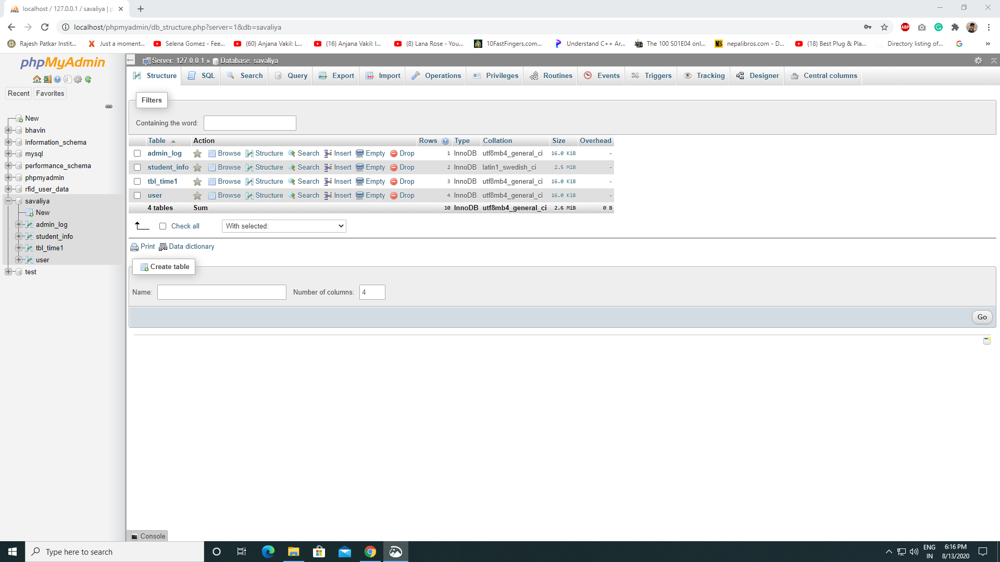 localhost / 127.0.0.1 / savaliya | p
localhost/phpmyadmin/db_structure.php?server=1&db=savaliya
ABP
Rajesh Patkar Instit... Just a moment... Selena Gomez - Fee... (60) Anjana Vakil: L... (16) Anjana Vakil: I... (8) Lana Rose - You... 10FastFingers.com... Understand C++ Ar... The 100 S01E04 onl... nepalibros.com - D... (18) Best Plug & Pla... Directory listing of... »
phpMyAdmin
Recent Favorites
New
bhavin
information_schema
mysql
performance_schema
phpmyadmin
rfid_user_data
savaliya
New
admin_log
student_info
tbl_time1
user
test
Server: 127.0.0.1 » Database: savaliya
Structure SQL Search Query Export Import Operations Privileges Routines Events Triggers Tracking Designer Central columns
Filters
Containing the word:
Table Action Rows Type Collation Size Overhead
admin_log Browse Structure Search Insert Empty Drop 1 InnoDB utf8mb4_general_ci 16.0 KiB -
student_info Browse Structure Search Insert Empty Drop 2 InnoDB latin1_swedish_ci 2.5 MiB -
tbl_time1 Browse Structure Search Insert Empty Drop 3 InnoDB utf8mb4_general_ci 16.0 KiB -
user Browse Structure Search Insert Empty Drop 4 InnoDB utf8mb4_general_ci 16.0 KiB -
4 tables Sum 10 InnoDB utf8mb4_general_ci 2.6 MiB 0 B
Check all With selected:
Print Data dictionary
Create table
Name: Number of columns: 4
Go
Console
Type here to search
ENG
IN
6:16 PM
8/13/2020